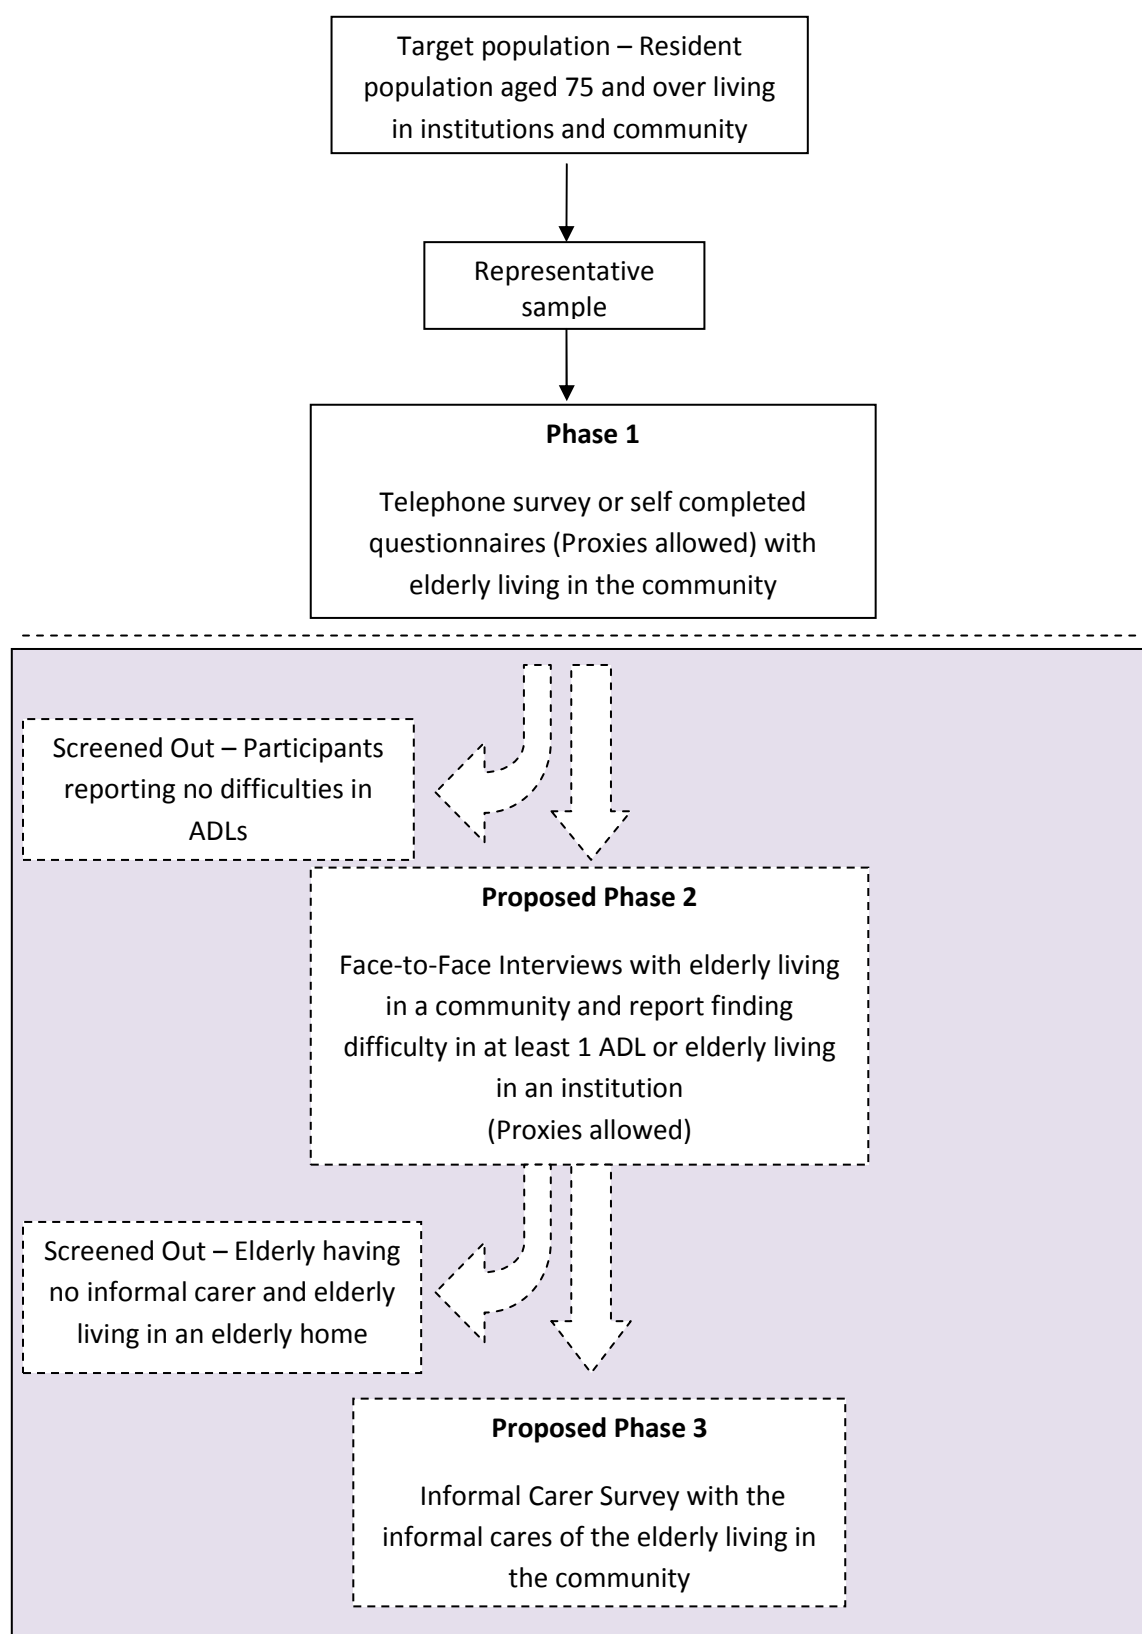 Target population – Resident
population aged 75 and over living
in institutions and community
Representative
sample
Phase 1
Telephone survey or self completed
questionnaires (Proxies allowed) with
elderly living in the community
Screened Out – Participants
reporting no difficulties in
ADLs
Proposed Phase 2
Face-to-Face Interviews with elderly living
in a community and report finding
difficulty in at least 1 ADL or elderly living
in an institution
(Proxies allowed)
Screened Out – Elderly having
no informal carer and elderly
living in an elderly home
Proposed Phase 3
Informal Carer Survey with the
informal cares of the elderly living in
the community